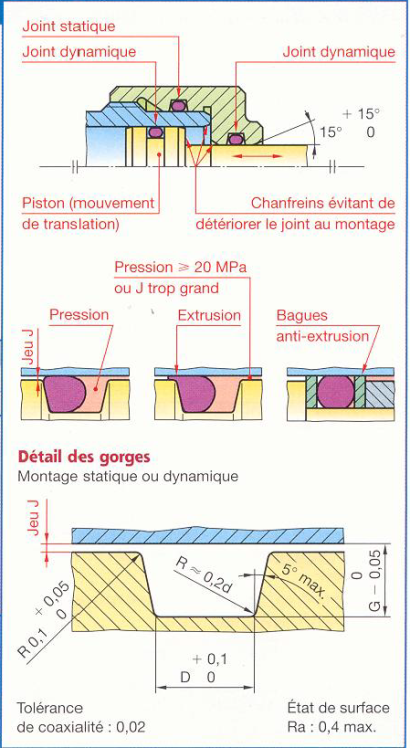 Joint statique
Joint dynamique
Joint dynamique
+ 15°
15° 0
Piston (mouvement
de translation)
Chanfreins évitant de
détériorer le joint au montage
Pression ⩾ 20 MPa
ou J trop grand
Jeu J
Pression
Extrusion
Bagues
anti-extrusion
Détail des gorges
Montage statique ou dynamique
Jeu J
R ≈ 0,2d
5° max.
0
G – 0,05
+ 0,05
R 0,1 0
+ 0,1
D 0
Tolérance
de coaxialité : 0,02
État de surface
Ra : 0,4 max.